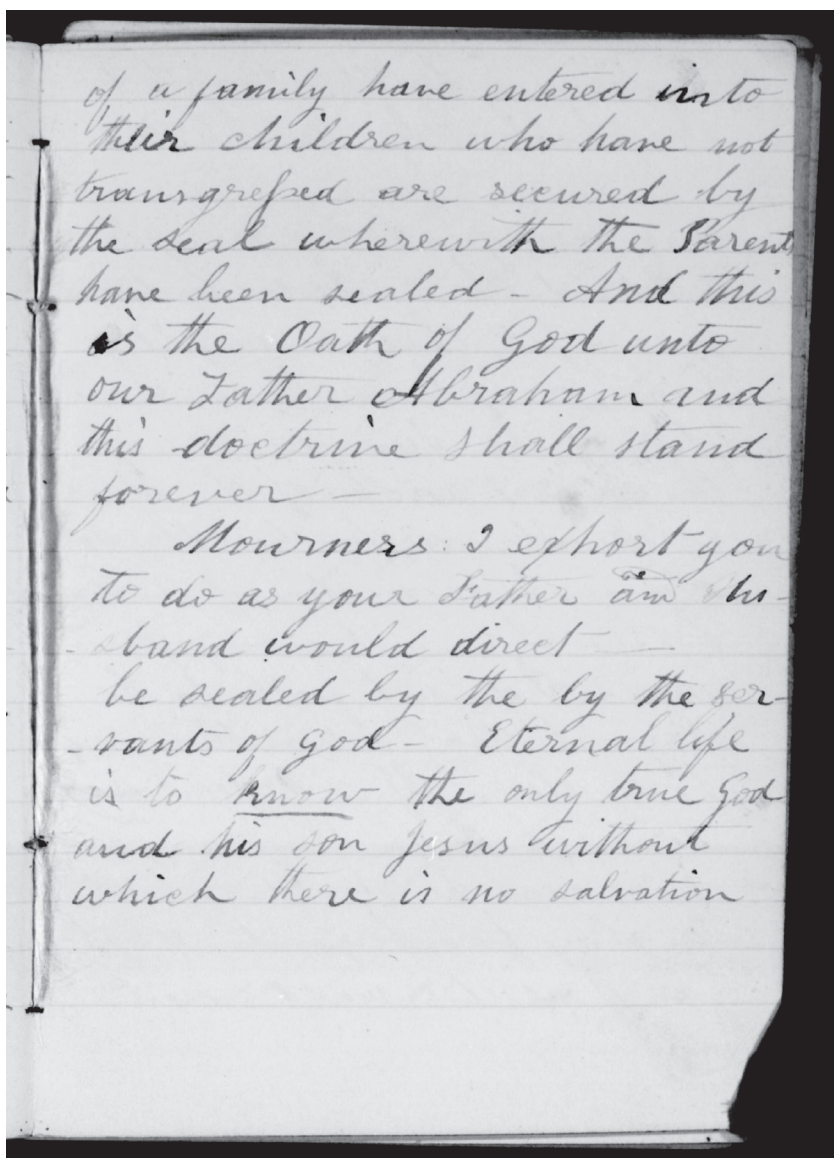 of a family have entered into
their children who have not
transgressed are secured by
the seal wherewith the Parents
have been sealed - And this
is the Oath of God unto
our Father Abraham and
this doctrine shall stand
forever -
Mourners: I exhort you
to do as your Father and Hu-
-sband would direct -
be sealed by the by the ser-
-vants of God - Eternal life
is to know the only true God
and his son Jesus without
which there is no salvation